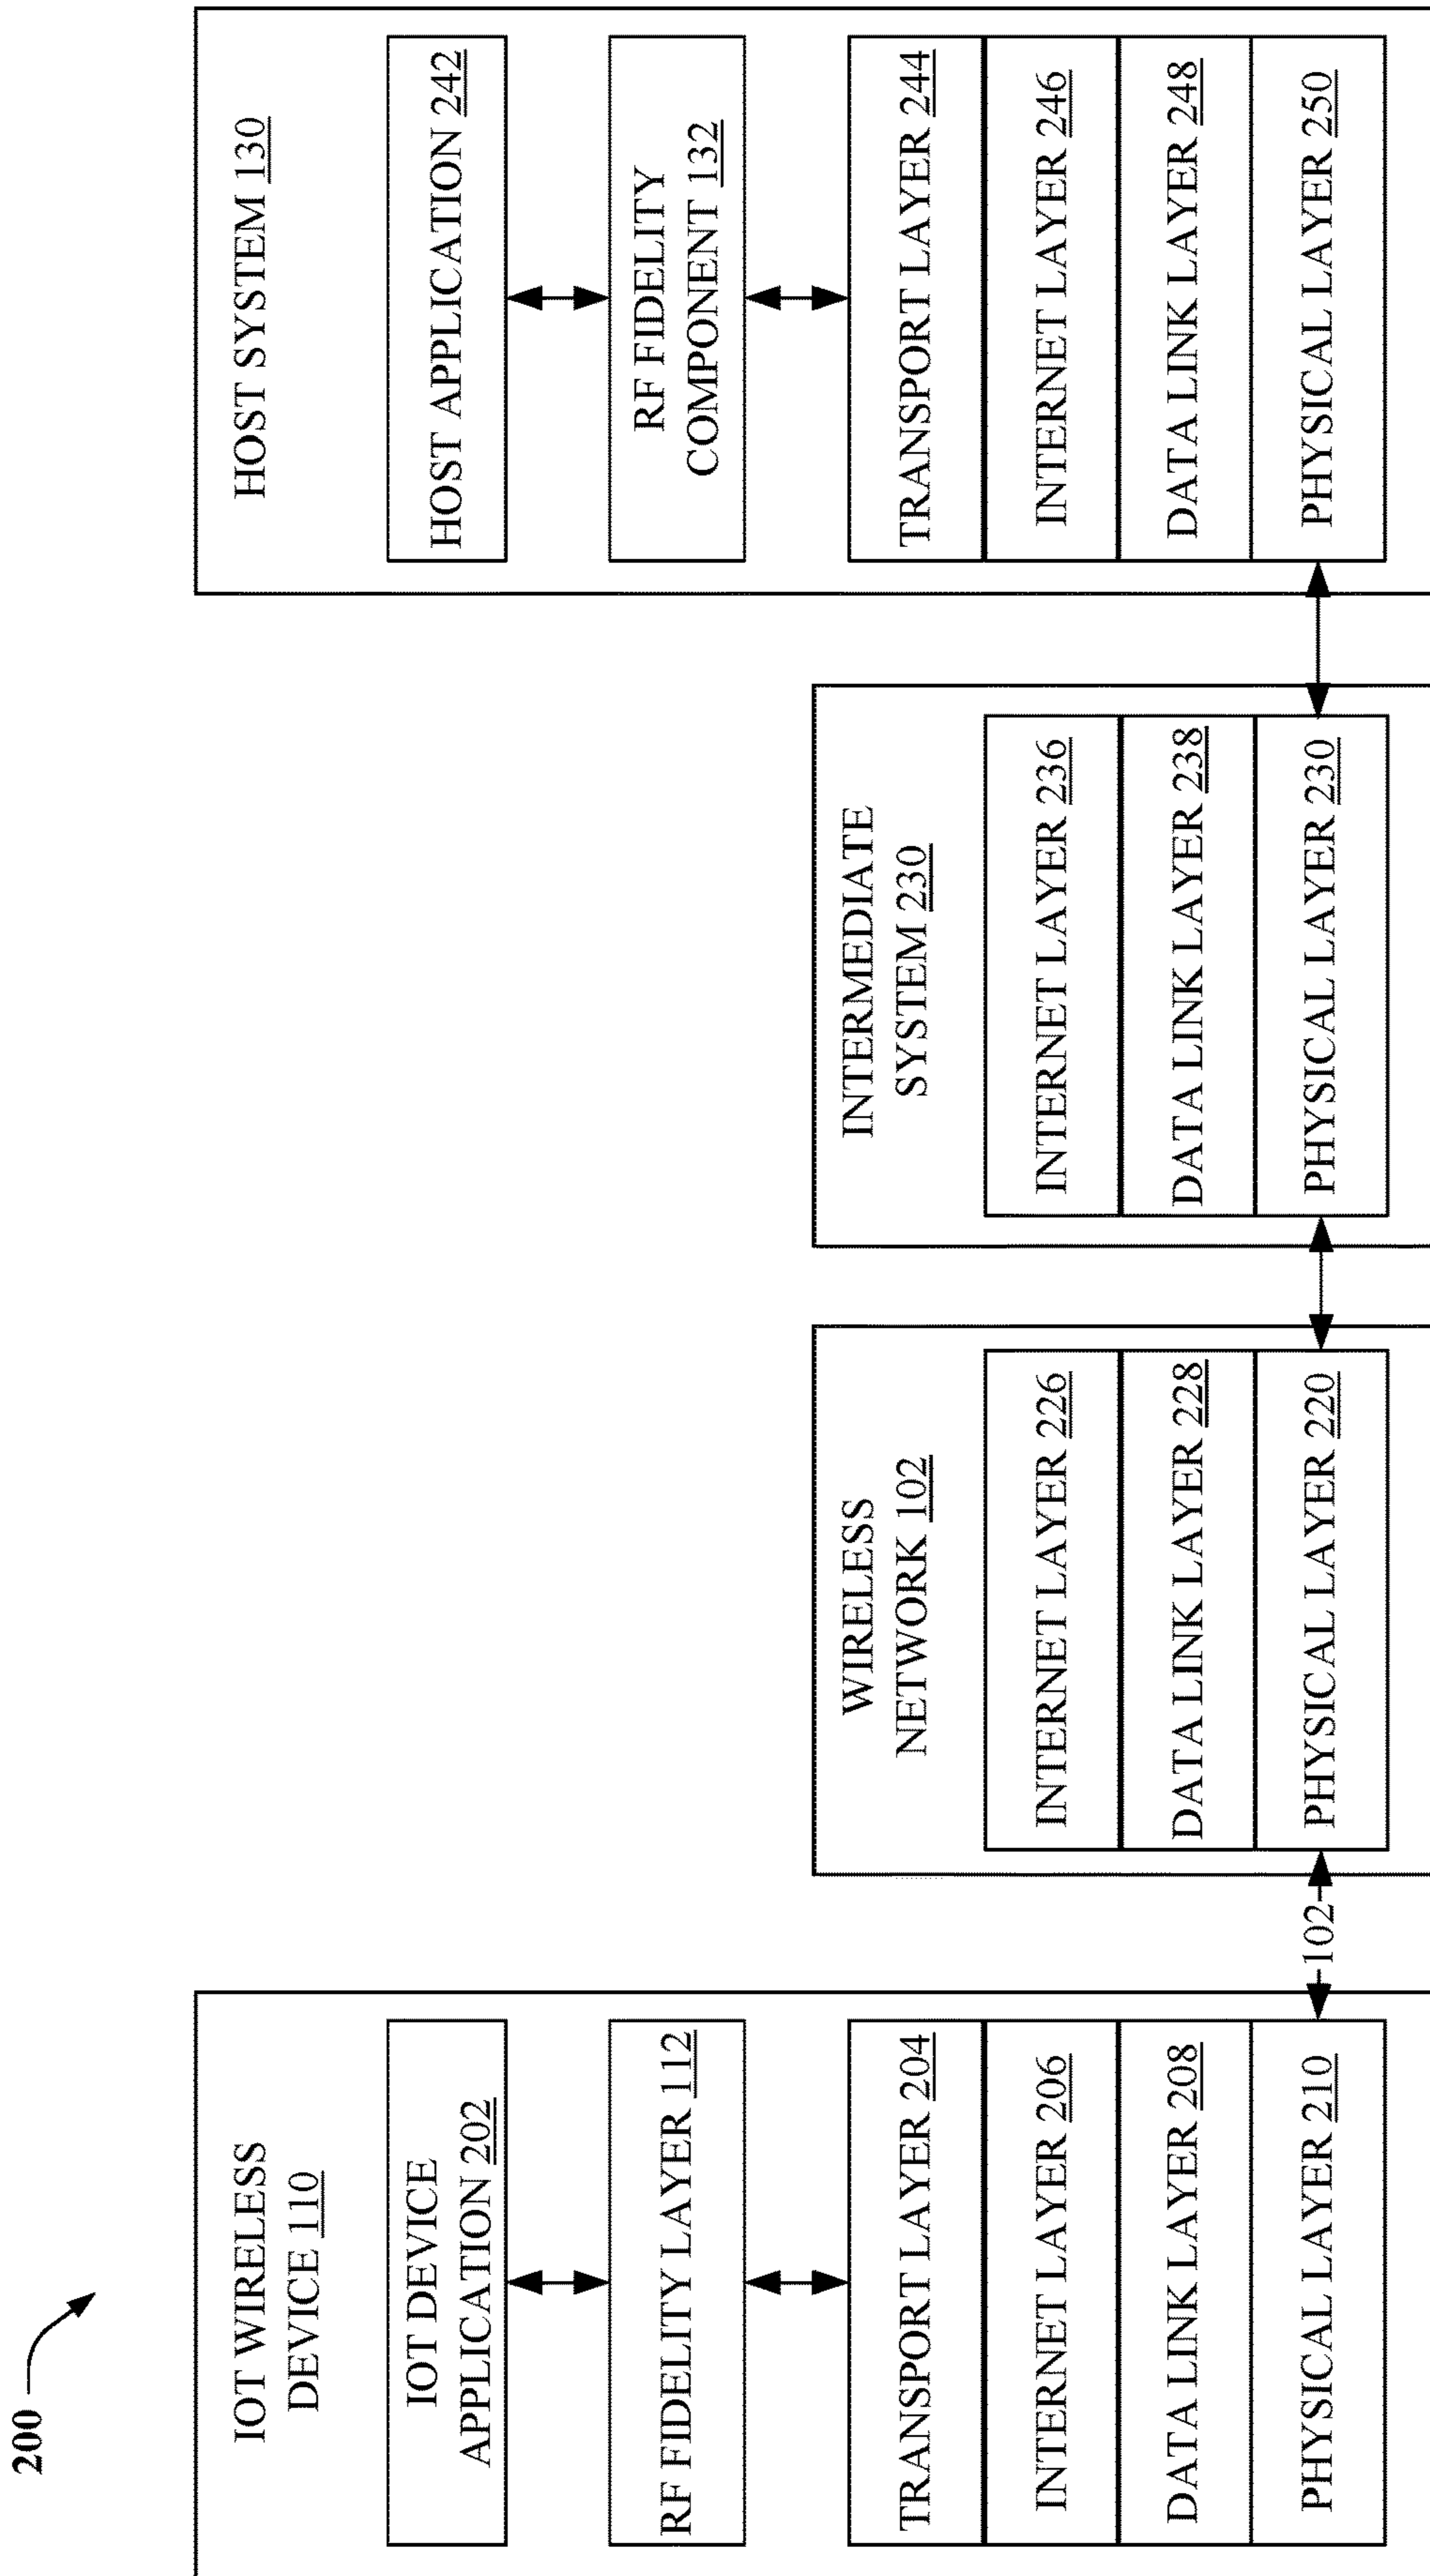 200
IOT WIRELESS
DEVICE 110
IOT DEVICE
APPLICATION 202
RF FIDELITY LAYER 112
TRANSPORT LAYER 204
INTERNET LAYER 206
DATA LINK LAYER 208
PHYSICAL LAYER 210
102
WIRELESS
NETWORK 102
INTERNET LAYER 226
DATA LINK LAYER 228
PHYSICAL LAYER 220
INTERMEDIATE
SYSTEM 230
INTERNET LAYER 236
DATA LINK LAYER 238
PHYSICAL LAYER 230
HOST SYSTEM 130
HOST APPLICATION 242
RF FIDELITY
COMPONENT 132
TRANSPORT LAYER 244
INTERNET LAYER 246
DATA LINK LAYER 248
PHYSICAL LAYER 250